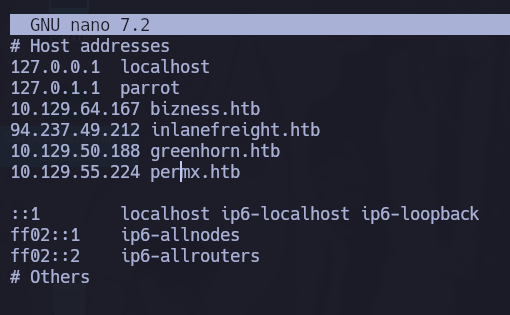 GNU nano 7.2
# Host addresses
127.0.0.1  localhost
127.0.1.1  parrot
10.129.64.167 bizness.htb
94.237.49.212 inlanefreight.htb
10.129.50.188 greenhorn.htb
10.129.55.224 permx.htb
::1        localhost ip6-localhost ip6-loopback
ff02::1    ip6-allnodes
ff02::2    ip6-allrouters
# Others